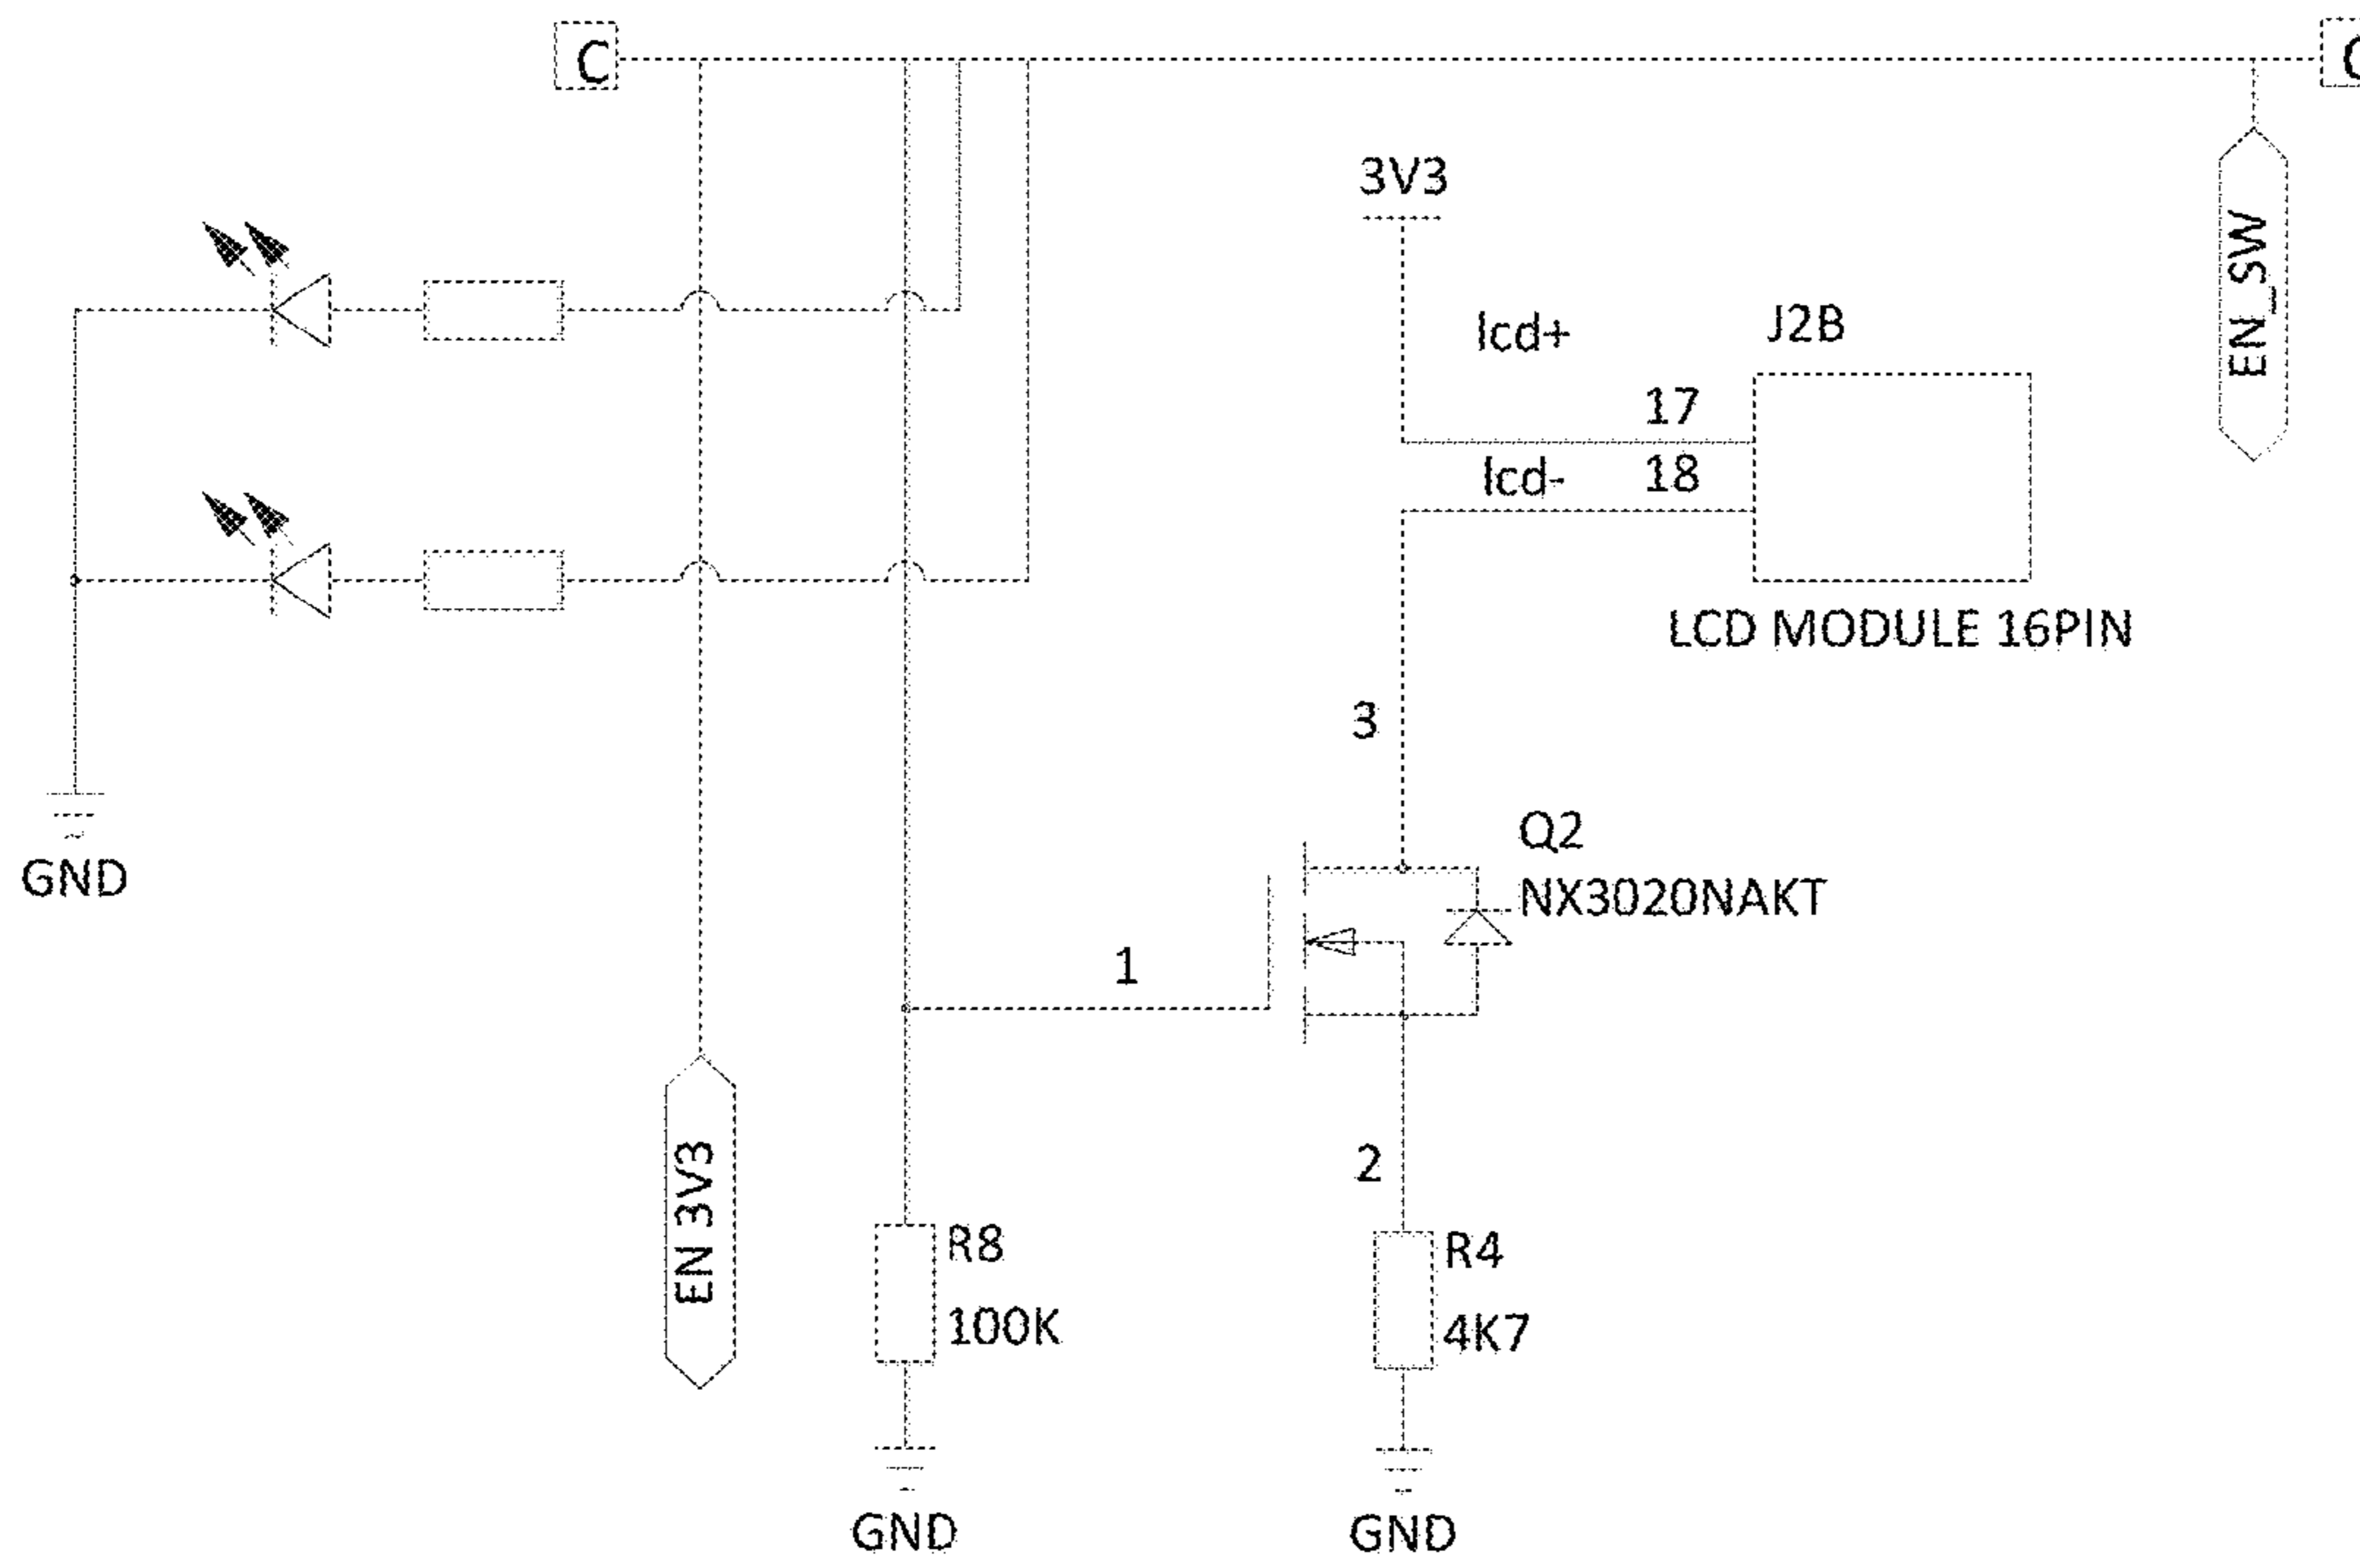 C
C
3V3
EN_SW
lcd+
J2B
17
lcd-
18
LCD MODULE 16PIN
3
Q2
NX3020NAKT
GND
1
EN 3V3
2
R8
100K
R4
4K7
GND
GND